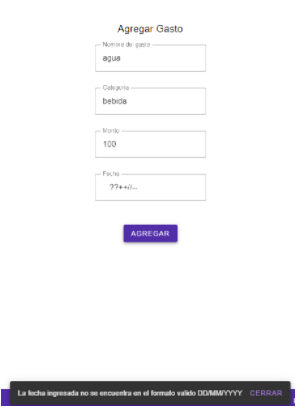 Agregar Gasto
Nombre del gasto
agua
Categoria
bebida
Monto
100
Fecha
??++//--
AGREGAR
La fecha ingresada no se encuentra en el formato valido DD/MM/YYYY CERRAR